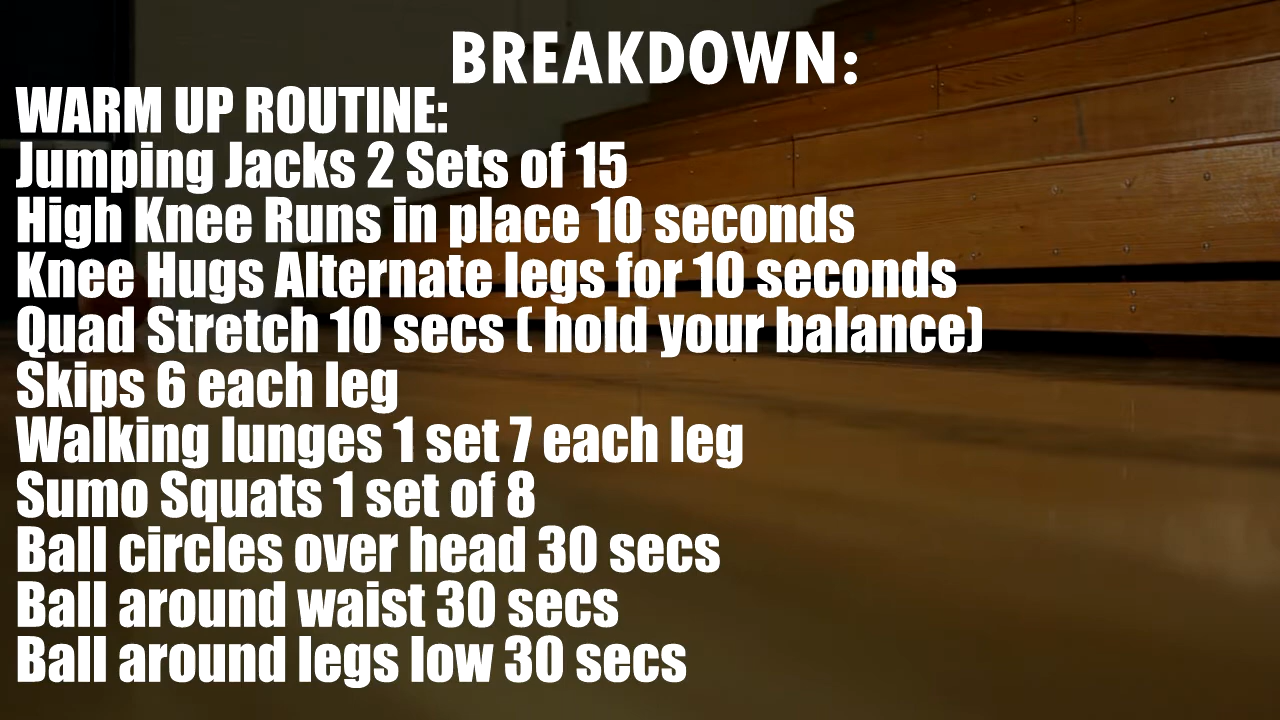 BREAKDOWN:
WARM UP ROUTINE:
Jumping Jacks 2 Sets of 15
High Knee Runs in place 10 seconds
Knee Hugs Alternate legs for 10 seconds
Quad Stretch 10 secs ( hold your balance)
Skips 6 each leg
Walking lunges 1 set 7 each leg
Sumo Squats 1 set of 8
Ball circles over head 30 secs
Ball around waist 30 secs
Ball around legs low 30 secs